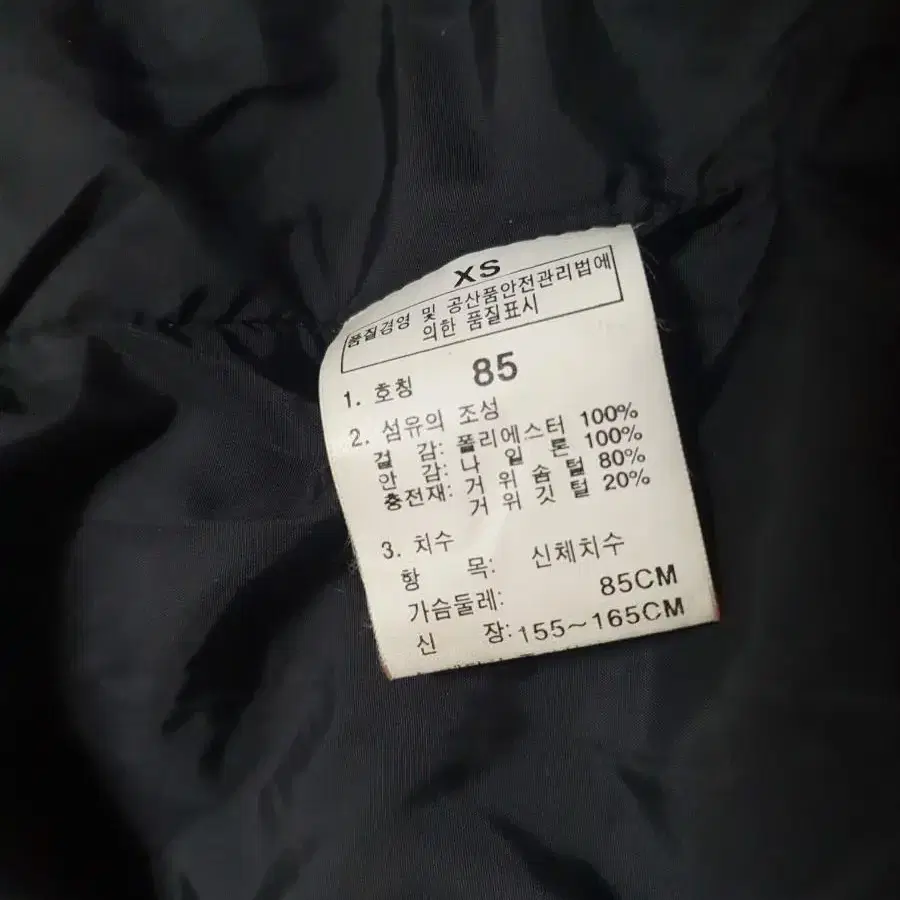 XS
품질경영 및 공산품안전관리법에
의한 품질표시
1. 호칭 85
2. 섬유의 조성
겉 감: 폴리에스터 100%
안 감: 나 일 론 100%
충전재: 거 위 솜 털 80%
거 위 깃 털 20%
3. 치수
항 목: 신체치수
가슴둘레: 85CM
신 장: 155~165CM